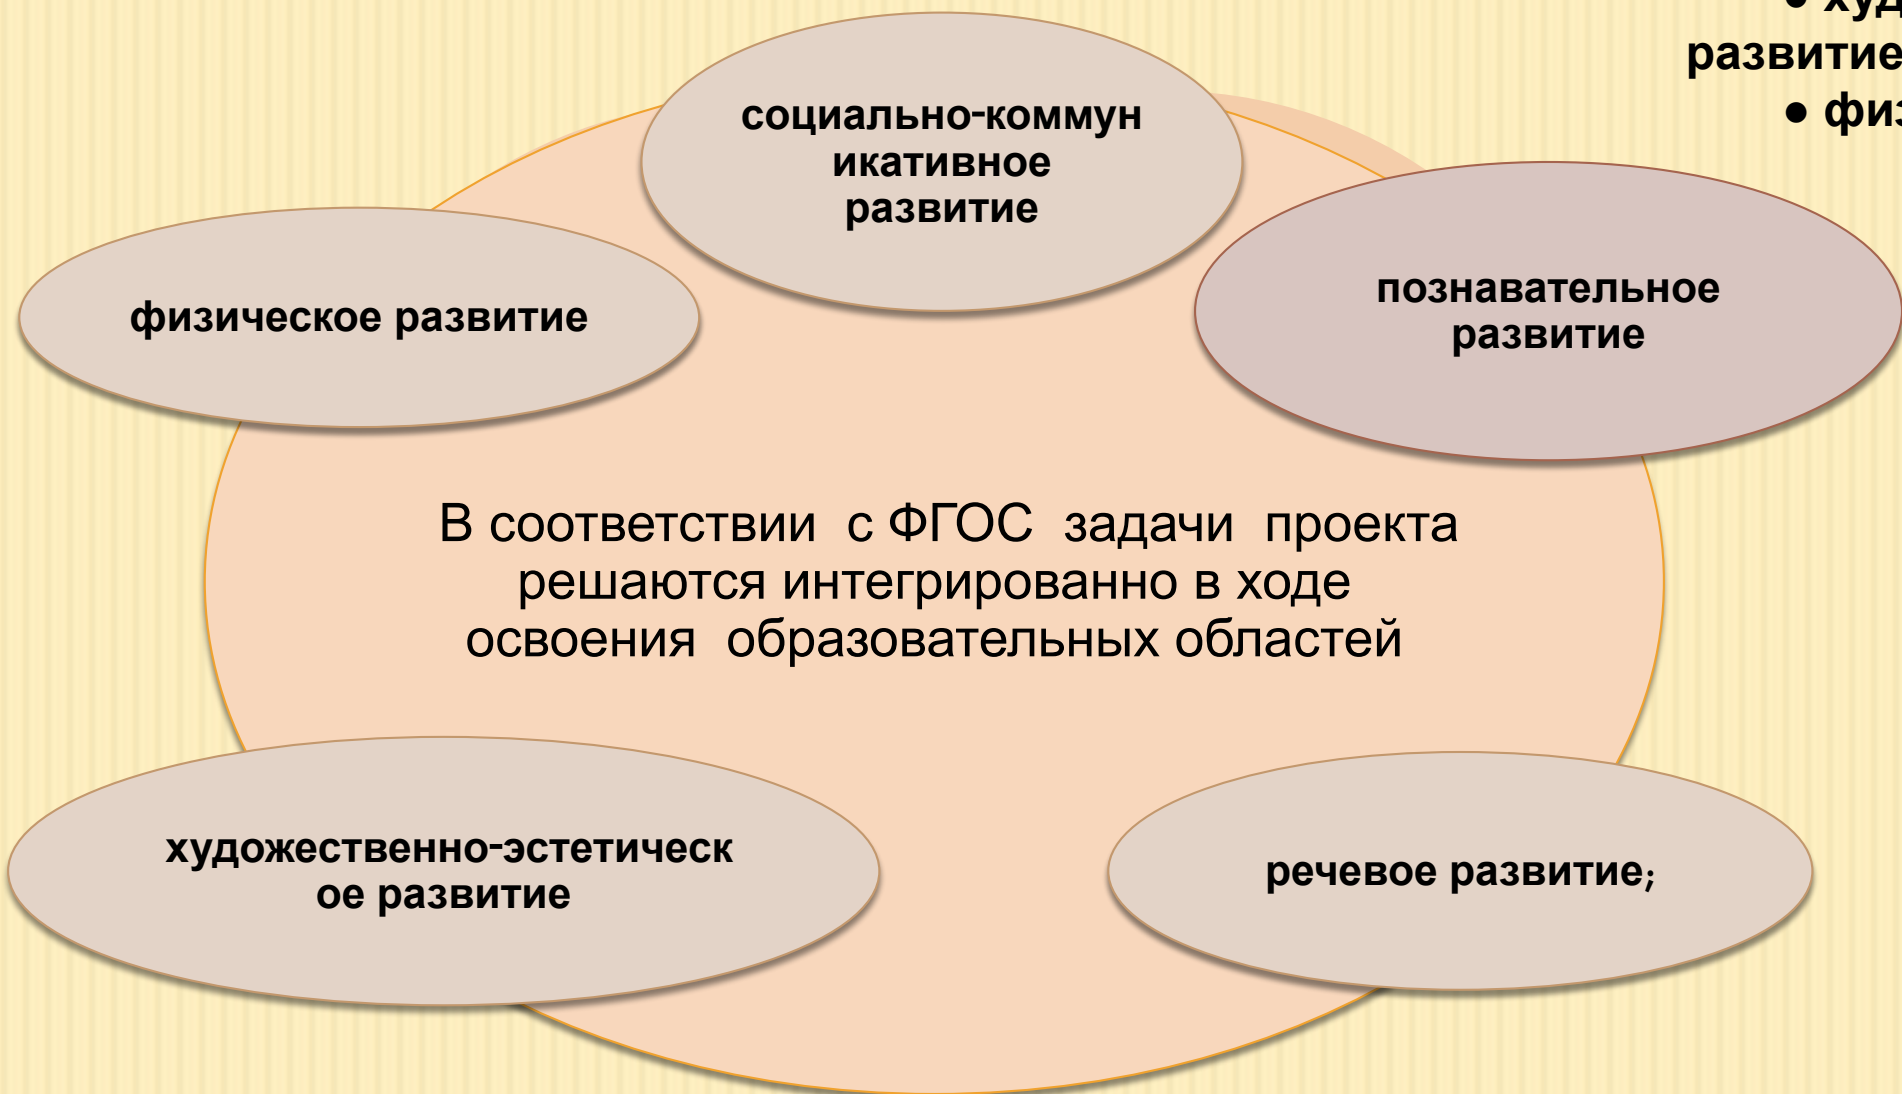 развитие
социально-коммун
икативное
развитие
физическое развитие
познавательное
развитие
В соответствии с ФГОС задачи проекта
решаются интегрированно в ходе
освоения образовательных областей
художественно-эстетическ
ое развитие
речевое развитие;